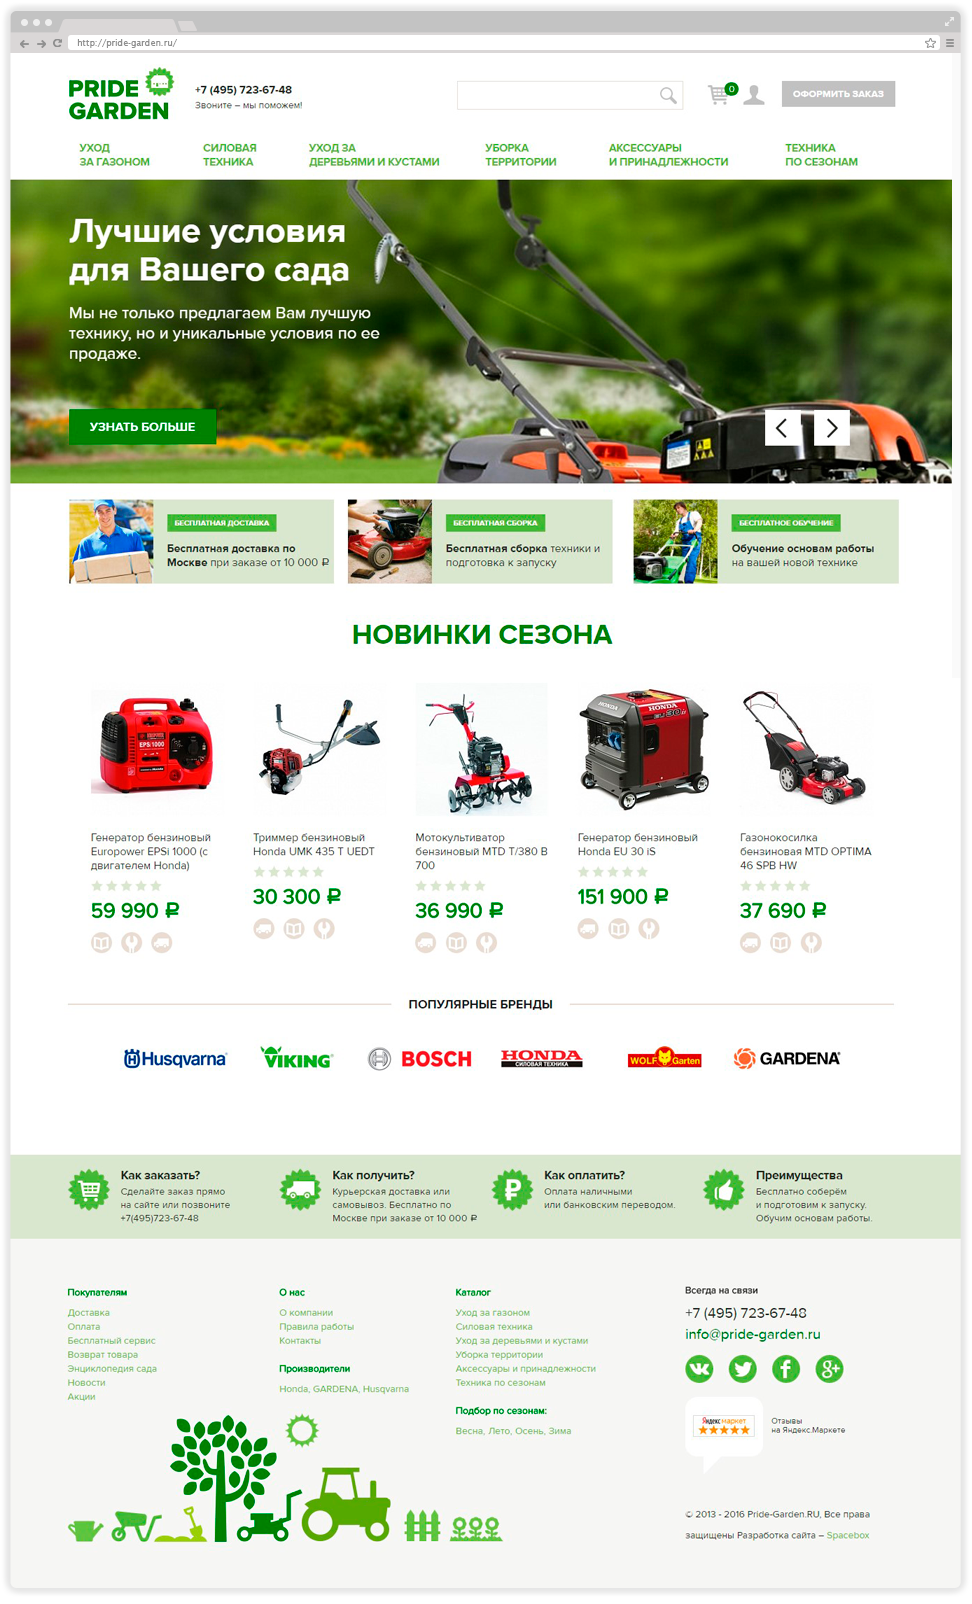 http://pride-garden.ru/
PRIDE
GARDEN
+7 (495) 723-67-48
Звоните – мы поможем!
0
ОФОРМИТЬ ЗАКАЗ
УХОД
ЗА ГАЗОНОМ
СИЛОВАЯ
ТЕХНИКА
УХОД ЗА
ДЕРЕВЬЯМИ И КУСТАМИ
УБОРКА
ТЕРРИТОРИИ
АКСЕССУАРЫ
И ПРИНАДЛЕЖНОСТИ
ТЕХНИКА
ПО СЕЗОНАМ
Лучшие условия
для Вашего сада
Мы не только предлагаем Вам лучшую
технику, но и уникальные условия по ее
продаже.
УЗНАТЬ БОЛЬШЕ
БЕСПЛАТНАЯ ДОСТАВКА
Бесплатная доставка по
Москве при заказе от 10 000 ₽
БЕСПЛАТНАЯ СБОРКА
Бесплатная сборка техники и
подготовка к запуску
БЕСПЛАТНОЕ ОБУЧЕНИЕ
Обучение основам работы
на вашей новой технике
НОВИНКИ СЕЗОНА
EPSi1000
HONDA
HONDA
EU30is
Генератор бензиновый
Europower EPSi 1000 (с
двигателем Honda)
59 990 ₽
Триммер бензиновый
Honda UMK 435 T UEDT
30 300 ₽
Мотокультиватор
бензиновый MTD T/380 B
700
36 990 ₽
Генератор бензиновый
Honda EU 30 iS
151 900 ₽
Газонокосилка
бензиновая MTD OPTIMA
46 SPB HW
37 690 ₽
ПОПУЛЯРНЫЕ БРЕНДЫ
Husqvarna
VIKING
BOSCH
HONDA
СИЛОВАЯ ТЕХНИКА
WOLF Garten
GARDENA
Как заказать?
Сделайте заказ прямо
на сайте или позвоните
+7(495)723-67-48
Как получить?
Курьерская доставка или
самовывоз. Бесплатно по
Москве при заказе от 10 000 ₽
Как оплатить?
Оплата наличными
или банковским переводом.
Преимущества
Бесплатно соберём
и подготовим к запуску.
Обучим основам работы.
Покупателям
Доставка
Оплата
Бесплатный сервис
Возврат товара
Энциклопедия сада
Новости
Акции
О нас
О компании
Правила работы
Контакты
Производители
Honda, GARDENA, Husqvarna
Каталог
Уход за газоном
Силовая техника
Уход за деревьями и кустами
Уборка территории
Аксессуары и принадлежности
Техника по сезонам
Подбор по сезонам:
Весна, Лето, Осень, Зима
Всегда на связи
+7 (495) 723-67-48
info@pride-garden.ru
Яндекс маркет
Отзывы
на Яндекс.Маркете
© 2013 - 2016 Pride-Garden.RU, Все права
защищены Разработка сайта – Spacebox